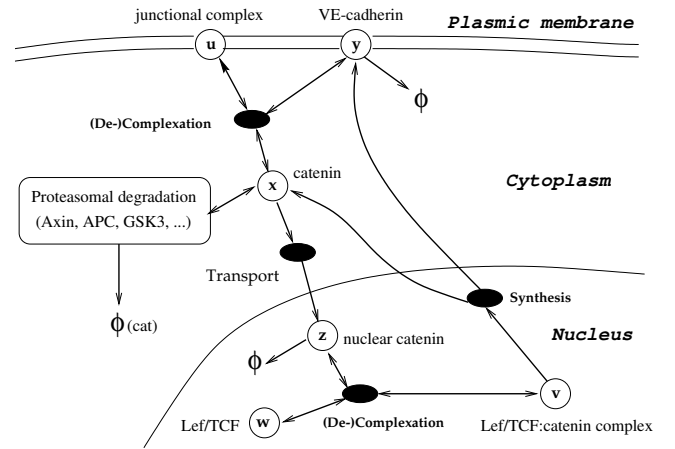 junctional complex
VE-cadherin
Plasmic membrane
u
y
ϕ
(De-)Complexation
catenin
Cytoplasm
x
Proteasomal degradation
(Axin, APC, GSK3, ...)
Transport
Synthesis
ϕ (cat)
Nucleus
z
nuclear catenin
ϕ
v
w
Lef/TCF
(De-)Complexation
Lef/TCF:catenin complex